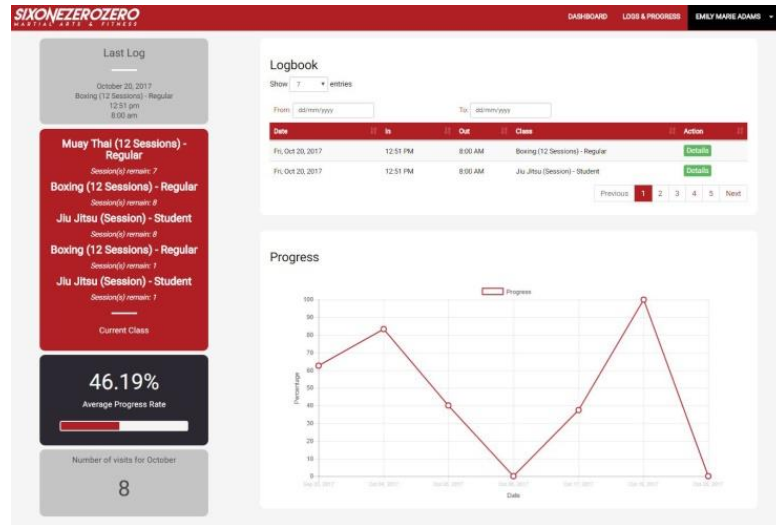 SIXONEZEROZERO
MARTIAL ARTS & FITNESS
DASHBOARD
LOGS & PROGRESS
EMILY MARIE ADAMS
Last Log
October 20, 2017
Boxing (12 Sessions) - Regular
12:51 pm
8:00 am
Muay Thai (12 Sessions) -
Regular
Session(s) remain: 7
Boxing (12 Sessions) - Regular
Session(s) remain: 8
Jiu Jitsu (Session) - Student
Session(s) remain: 8
Boxing (12 Sessions) - Regular
Session(s) remain: 1
Jiu Jitsu (Session) - Student
Session(s) remain: 1
Current Class
46.19%
Average Progress Rate
Number of visits for October
8
Logbook
Show 7 entries
From: dd/mm/yyyy To: dd/mm/yyyy
Date In Out Class Action
Fri, Oct 20, 2017 12:51 PM 8:00 AM Boxing (12 Sessions) - Regular Details
Fri, Oct 20, 2017 12:51 PM 8:00 AM Jiu Jitsu (Session) - Student Details
Previous 1 2 3 4 5 Next
Progress
Progress
100
90
80
70
60
50
40
30
20
10
0
Percentage
Date